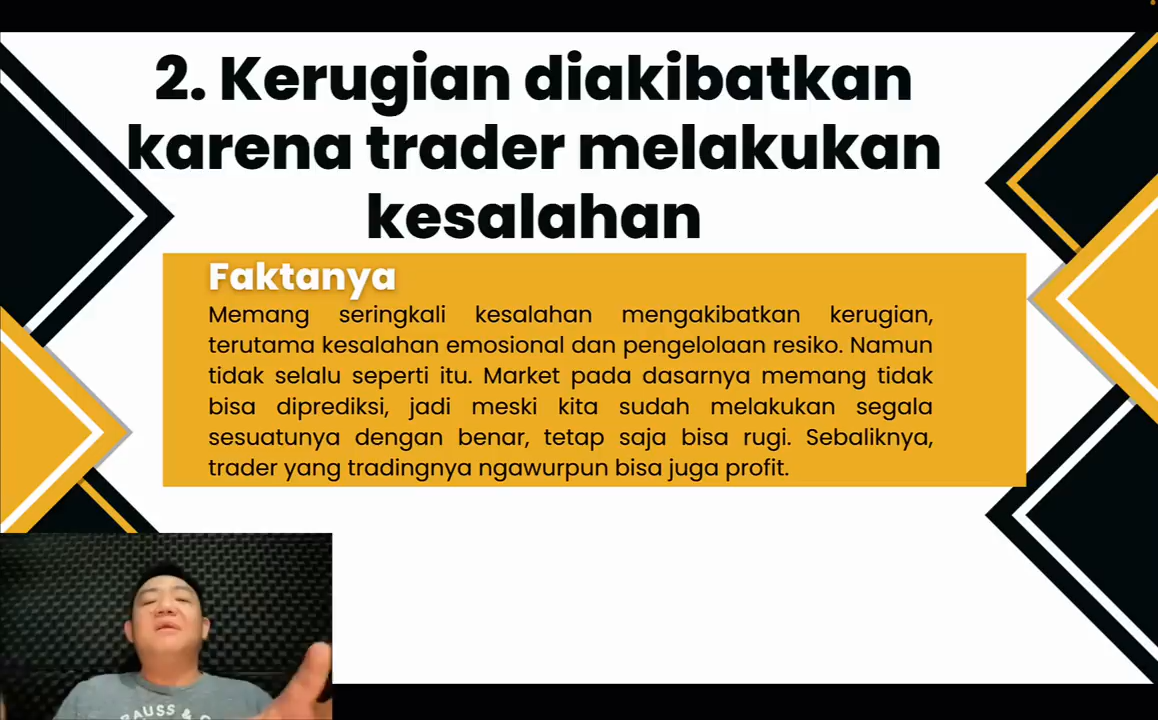 2. Kerugian diakibatkan
karena trader melakukan
kesalahan
Faktanya
Memang seringkali kesalahan mengakibatkan kerugian,
terutama kesalahan emosional dan pengelolaan resiko. Namun
tidak selalu seperti itu. Market pada dasarnya memang tidak
bisa diprediksi, jadi meski kita sudah melakukan segala
sesuatunya dengan benar, tetap saja bisa rugi. Sebaliknya,
trader yang tradingnya ngawurpun bisa juga profit.